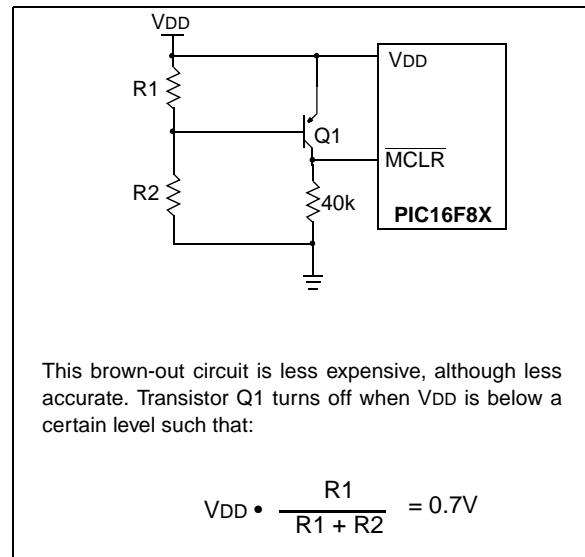 VDD
VDD
R1
Q1
MCLR
R2
40k
PIC16F8X
This brown-out circuit is less expensive, although less
accurate. Transistor Q1 turns off when VDD is below a
certain level such that:
VDD • R1 / R1 + R2 = 0.7V